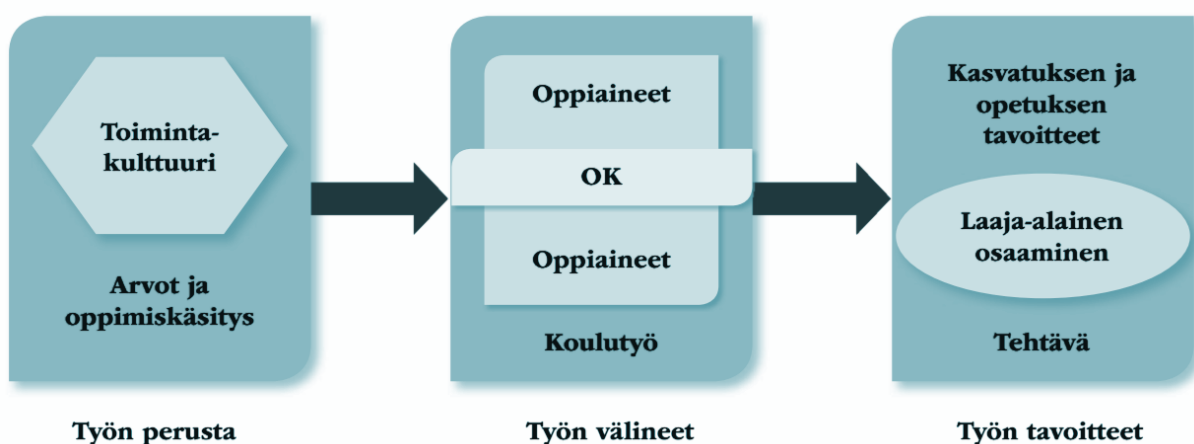 Toiminta-
kulttuuri
Arvot ja
oppimiskäsitys
Työn perusta
Oppiaineet
OK
Oppiaineet
Koulutyö
Työn välineet
Kasvatuksen ja
opetuksen
tavoitteet
Laaja-alainen
osaaminen
Tehtävä
Työn tavoitteet